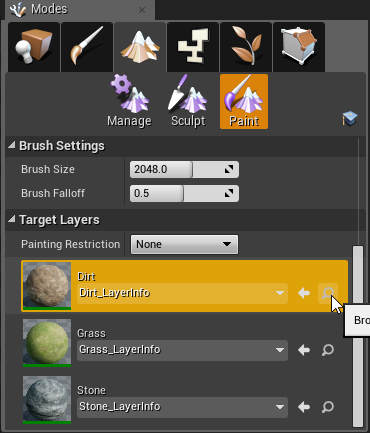 Modes
Manage Sculpt Paint
Brush Settings
Brush Size 2048.0
Brush Falloff 0.5
Target Layers
Painting Restriction None
Dirt
Dirt_LayerInfo
Bro
Grass
Grass_LayerInfo
Stone
Stone_LayerInfo